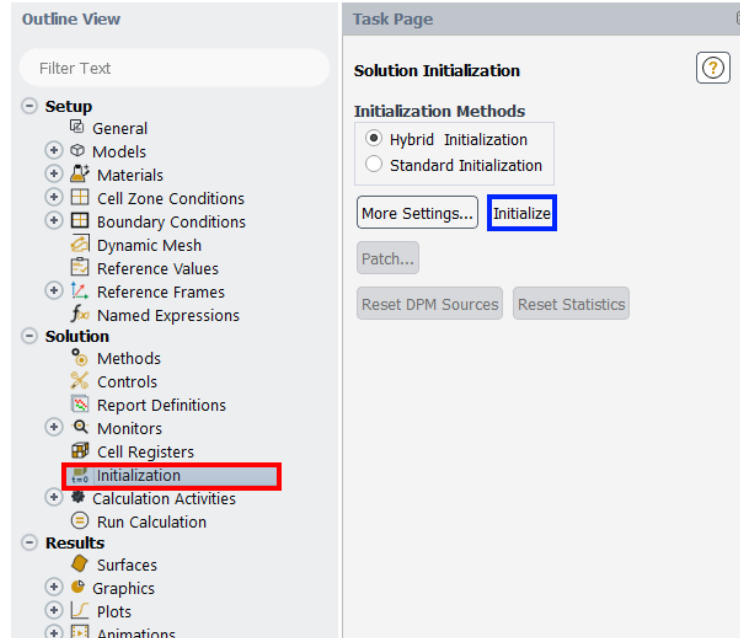 Outline View
Filter Text
Setup
General
Models
Materials
Cell Zone Conditions
Boundary Conditions
Dynamic Mesh
Reference Values
Reference Frames
fx Named Expressions
Solution
Methods
Controls
Report Definitions
Monitors
Cell Registers
t=0 Initialization
Calculation Activities
Run Calculation
Results
Surfaces
Graphics
Plots
Animations
Task Page
Solution Initialization
?
Initialization Methods
Hybrid Initialization
Standard Initialization
More Settings... Initialize
Patch...
Reset DPM Sources Reset Statistics